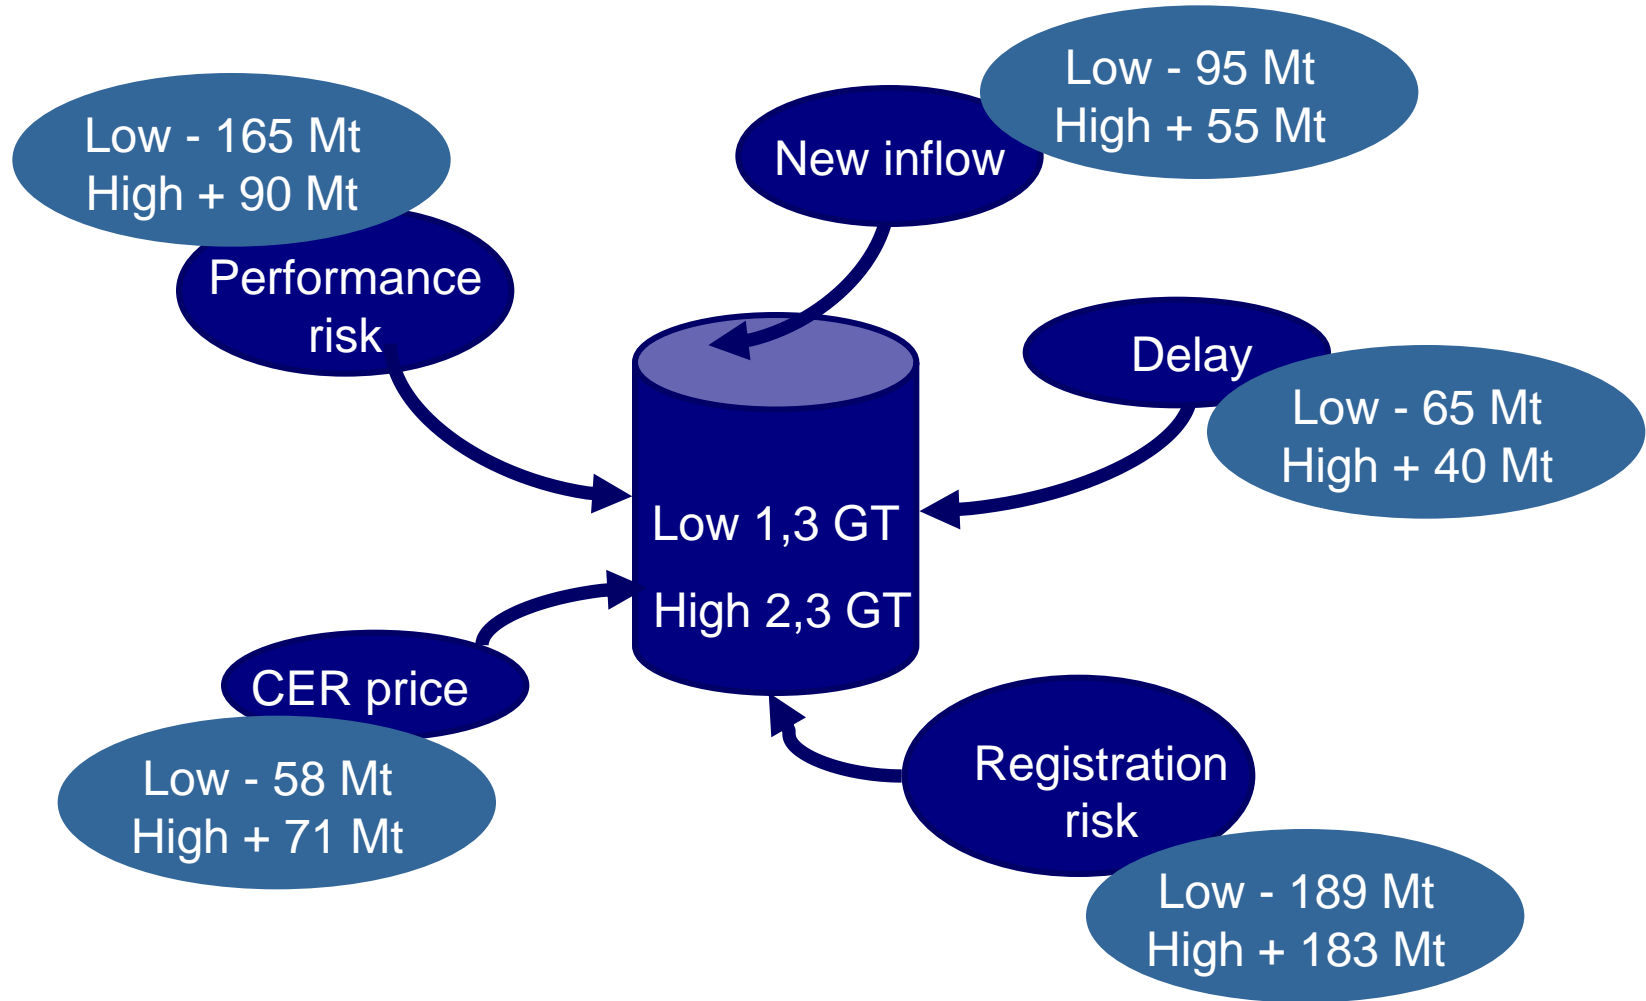 Low - 95 Mt
High + 55 Mt
New inflow
Low - 165 Mt
High + 90 Mt
Performance
risk
Delay
Low - 65 Mt
High + 40 Mt
Low 1,3 GT
High 2,3 GT
CER price
Low - 58 Mt
High + 71 Mt
Registration
risk
Low - 189 Mt
High + 183 Mt